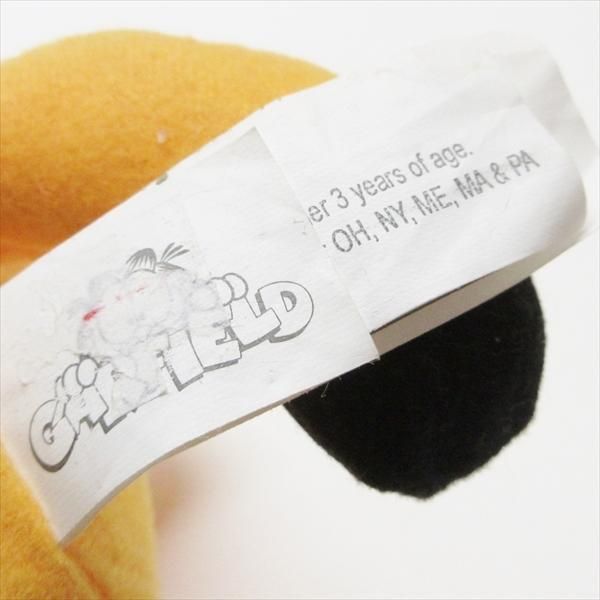 GARFIELD
er 3 years of age.
OH, NY, ME, MA & PA